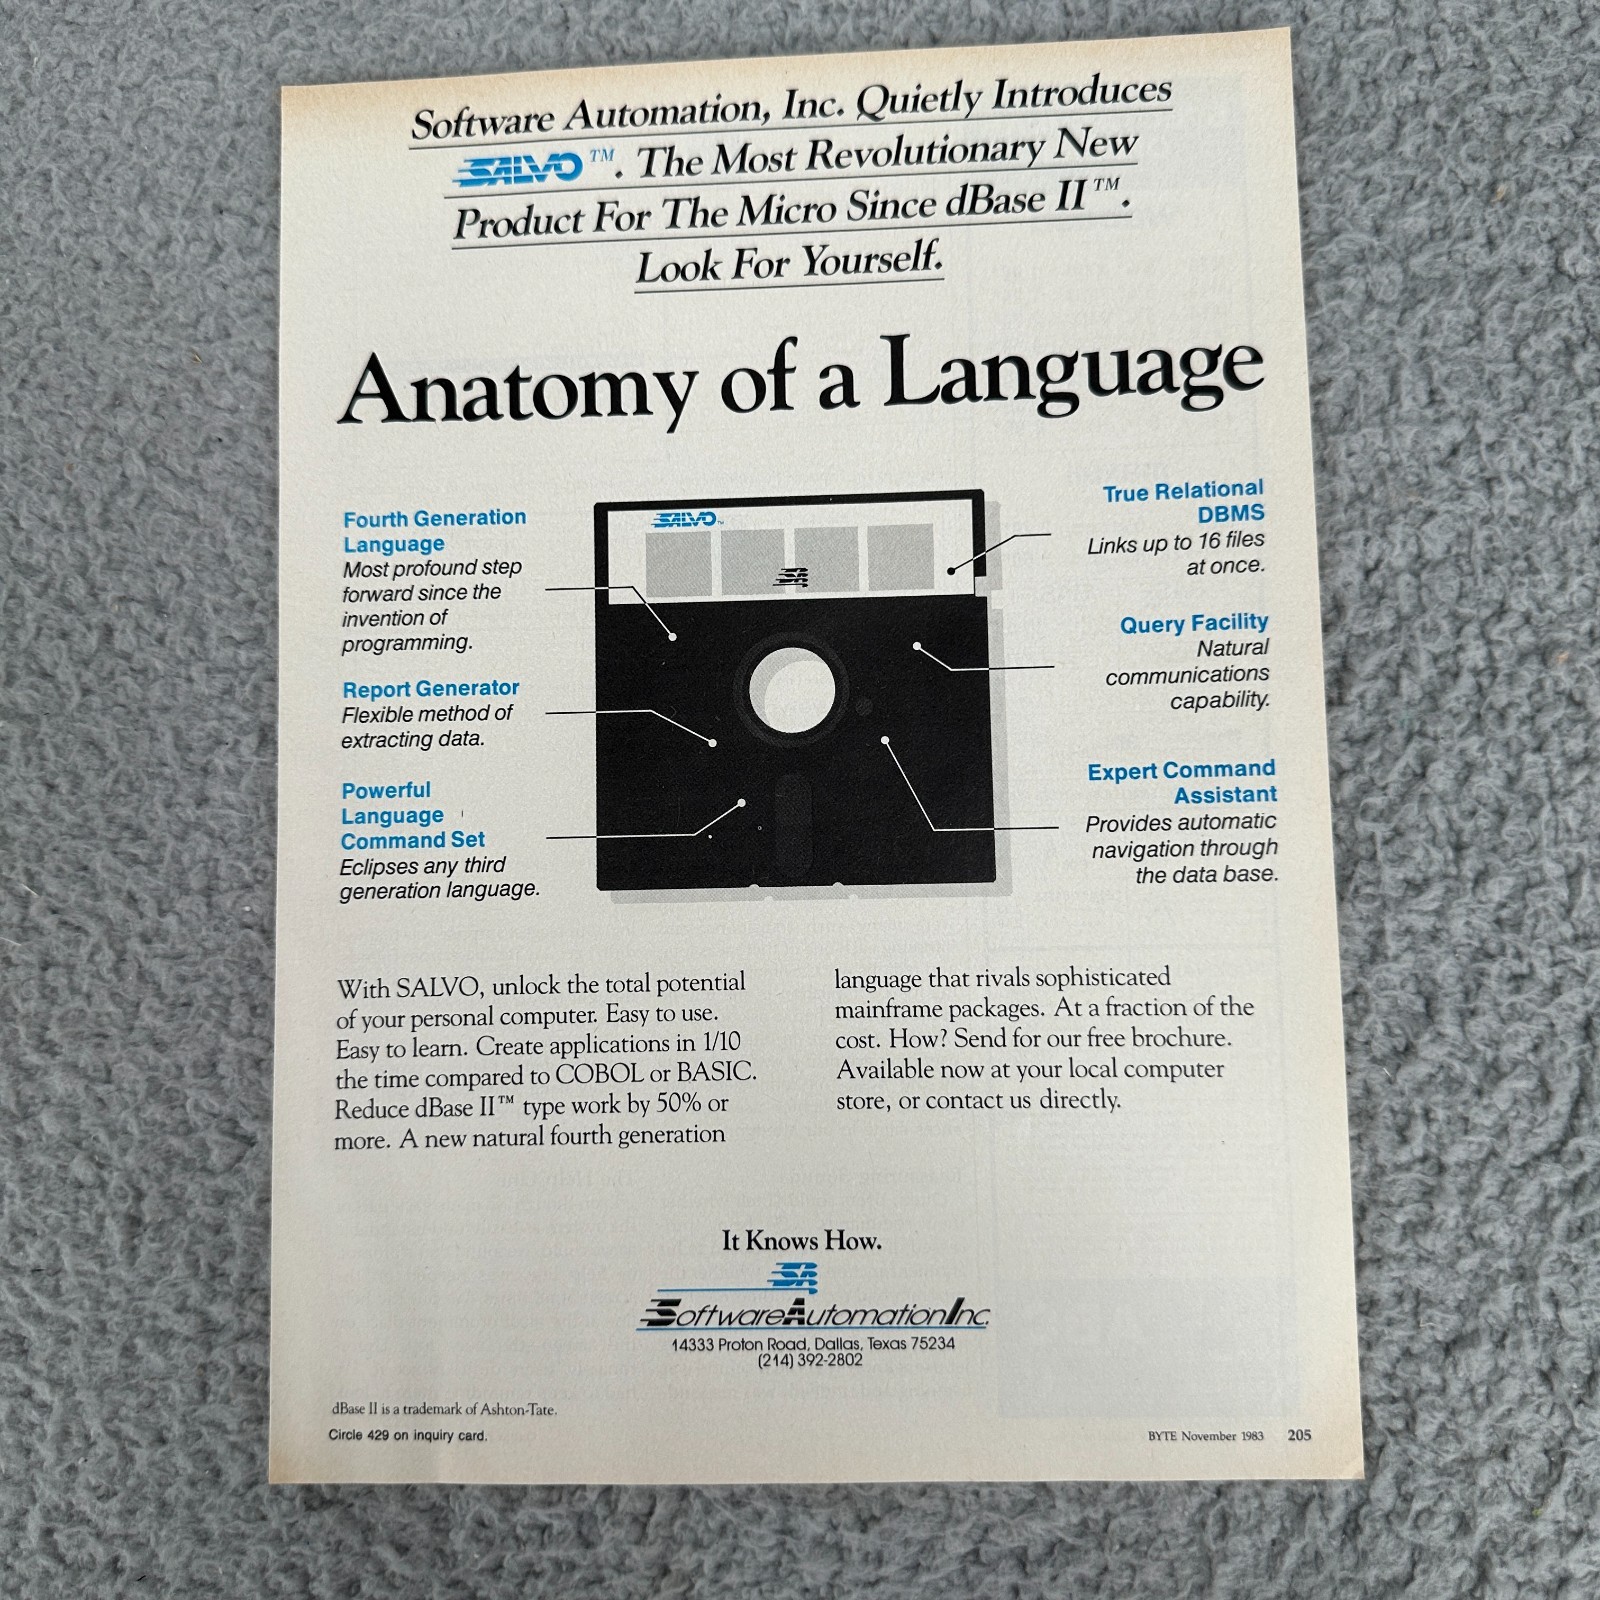 Software Automation, Inc. Quietly Introduces
SALVO™. The Most Revolutionary New
Product For The Micro Since dBase II™.
Look For Yourself.
Anatomy of a Language
Fourth Generation
Language
Most profound step
forward since the
invention of
programming.
Report Generator
Flexible method of
extracting data.
Powerful
Language
Command Set
Eclipses any third
generation language.
SALVO™
SA
True Relational
DBMS
Links up to 16 files
at once.
Query Facility
Natural
communications
capability.
Expert Command
Assistant
Provides automatic
navigation through
the data base.
With SALVO, unlock the total potential
of your personal computer. Easy to use.
Easy to learn. Create applications in 1/10
the time compared to COBOL or BASIC.
Reduce dBase II™ type work by 50% or
more. A new natural fourth generation
language that rivals sophisticated
mainframe packages. At a fraction of the
cost. How? Send for our free brochure.
Available now at your local computer
store, or contact us directly.
It Knows How.
SA
SoftwareAutomationInc.
14333 Proton Road, Dallas, Texas 75234
(214) 392-2802
dBase II is a trademark of Ashton-Tate.
Circle 429 on inquiry card.
BYTE November 1983 205